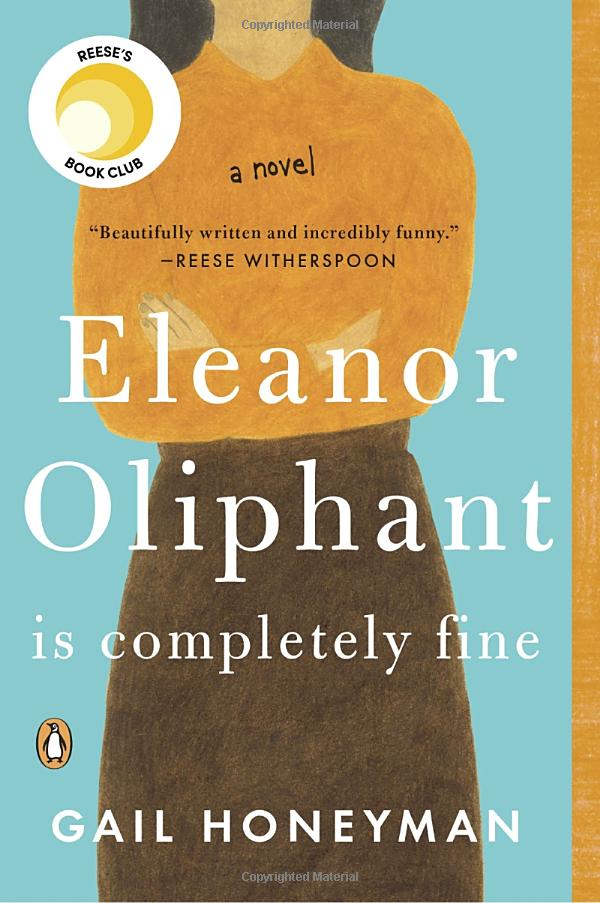 Copyrighted Material
REESE'S
BOOK CLUB
a novel
“Beautifully written and incredibly funny.”
—REESE WITHERSPOON
Eleanor
Oliphant
is completely fine
GAIL HONEYMAN
Copyrighted Material